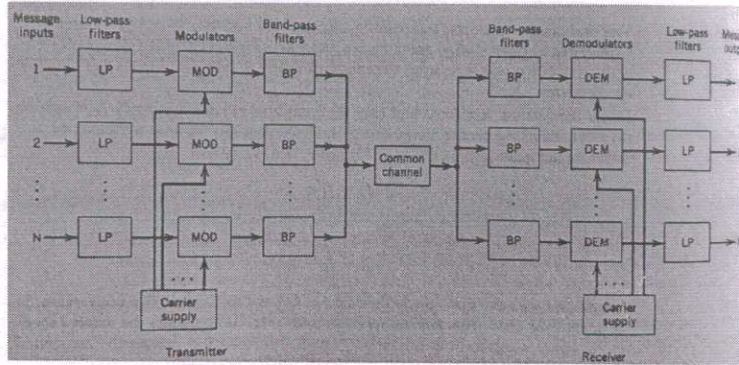 Message inputs
Low-pass filters
Modulators
Band-pass filters
Band-pass filters
Demodulators
Low-pass filters
1
LP
MOD
BP
BP
DEM
LP
2
LP
MOD
BP
Common channel
BP
DEM
LP
N
LP
MOD
BP
BP
DEM
LP
Carrier supply
Carrier supply
Transmitter
Receiver